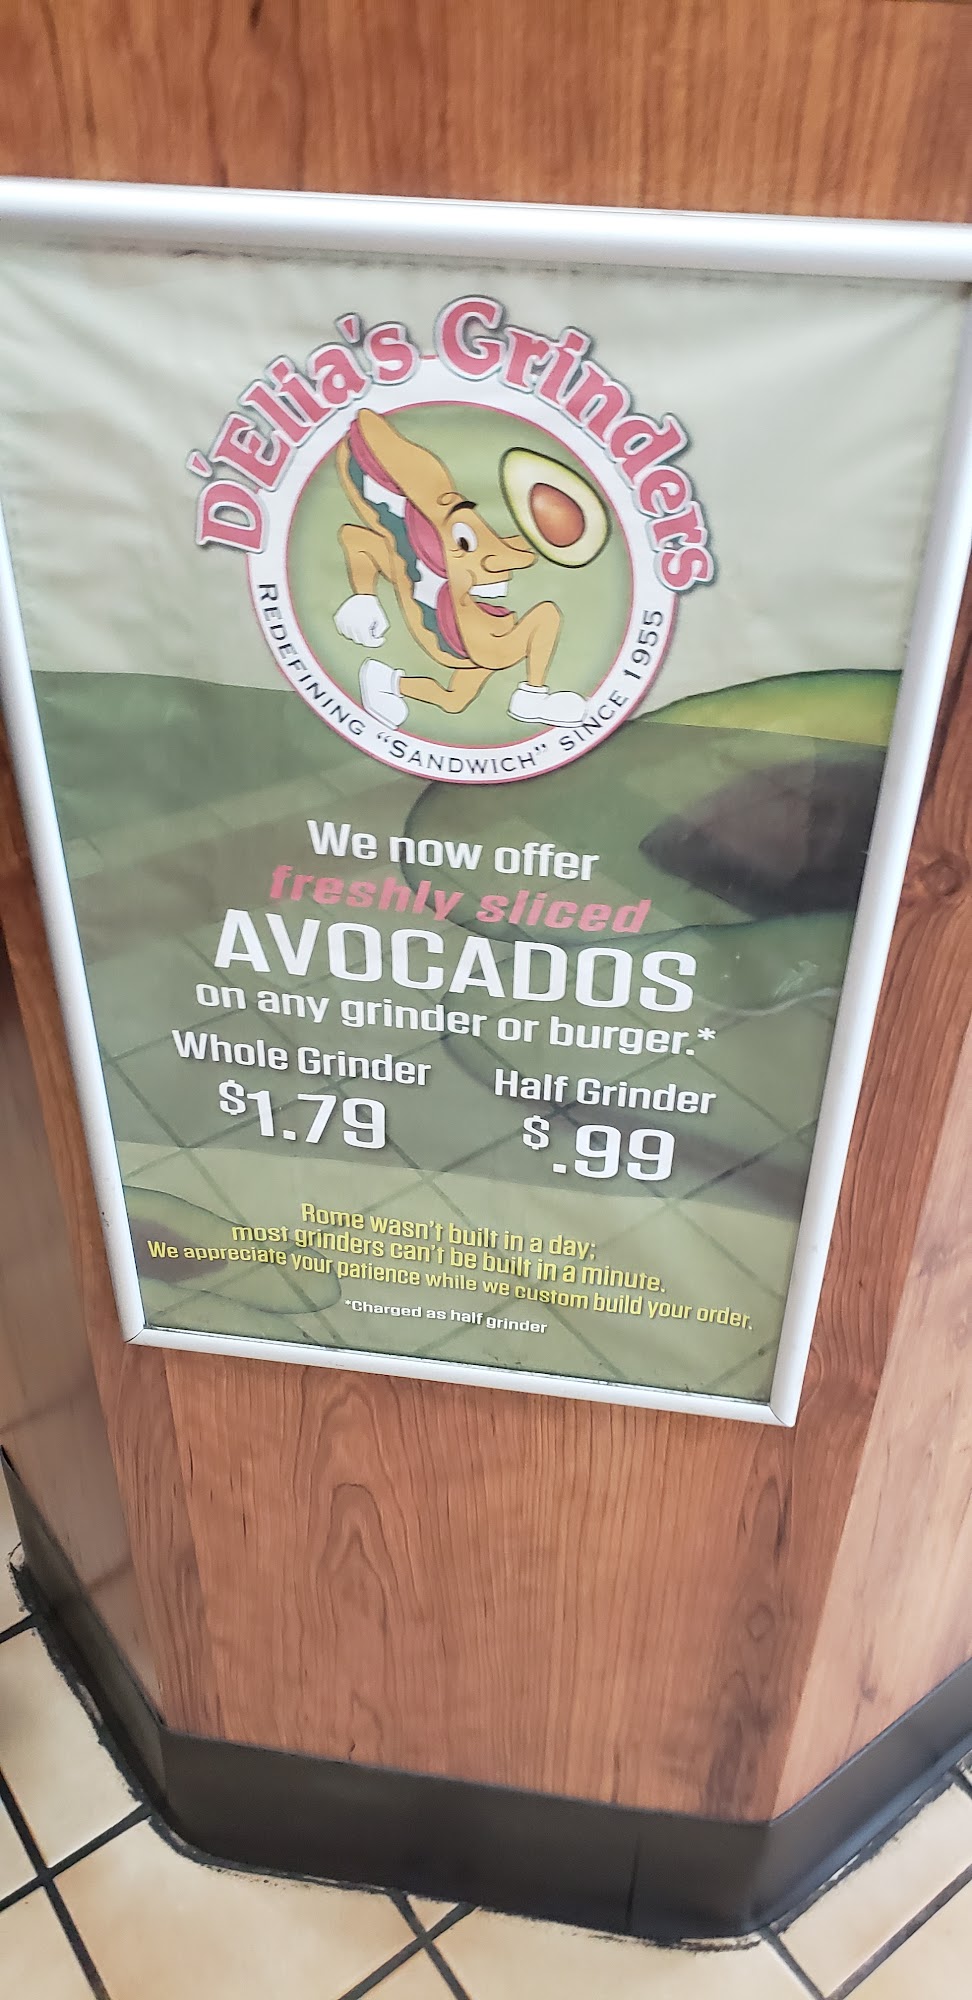 D'Elia's Grinders
REDEFINING "SANDWICH" SINCE 1955
We now offer
freshly sliced
AVOCADOS
on any grinder or burger.*
Whole Grinder
$1.79
Half Grinder
$.99
Rome wasn't built in a day;
most grinders can't be built in a minute.
We appreciate your patience while we custom build your order.
*Charged as half grinder